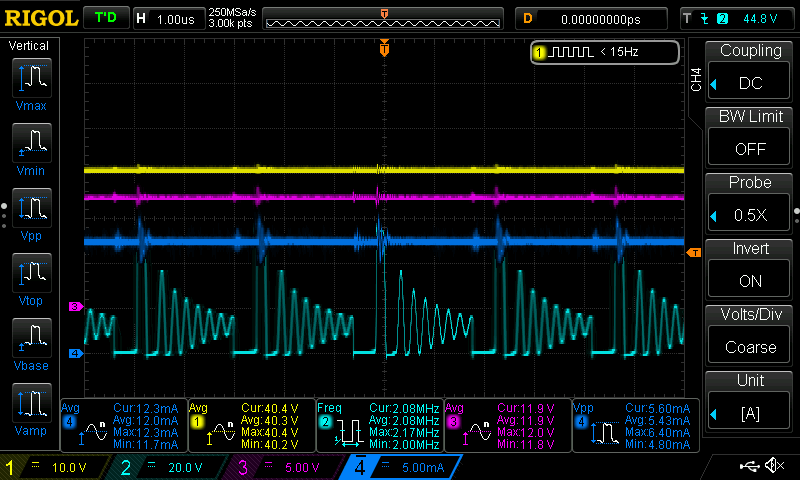 RIGOL T'D H 1.00us 250MSa/s 3.00k pts T D 0.00000000ps T 2 44.8 V
Vertical
Vmax
Vmin
Vpp
Vtop
Vbase
Vamp
T
1 < 15Hz
3
4
T
CH4
Coupling
DC
BW Limit
OFF
Probe
0.5X
Invert
ON
Volts/Div
Coarse
Unit
[A]
Avg 4 Cur:12.3mA
Avg:12.0mA
Max:12.3mA
Min:11.7mA
Avg 1 Cur:40.4 V
Avg:40.3 V
Max:40.4 V
Min:40.2 V
Freq 2 Cur:2.08MHz
Avg:2.08MHz
Max:2.17MHz
Min:2.00MHz
Avg 3 Cur:11.9 V
Avg:11.9 V
Max:12.0 V
Min:11.8 V
Vpp 4 Cur:5.60mA
Avg:5.43mA
Max:6.40mA
Min:4.80mA
1 10.0 V 2 20.0 V 3 5.00 V 4 5.00mA